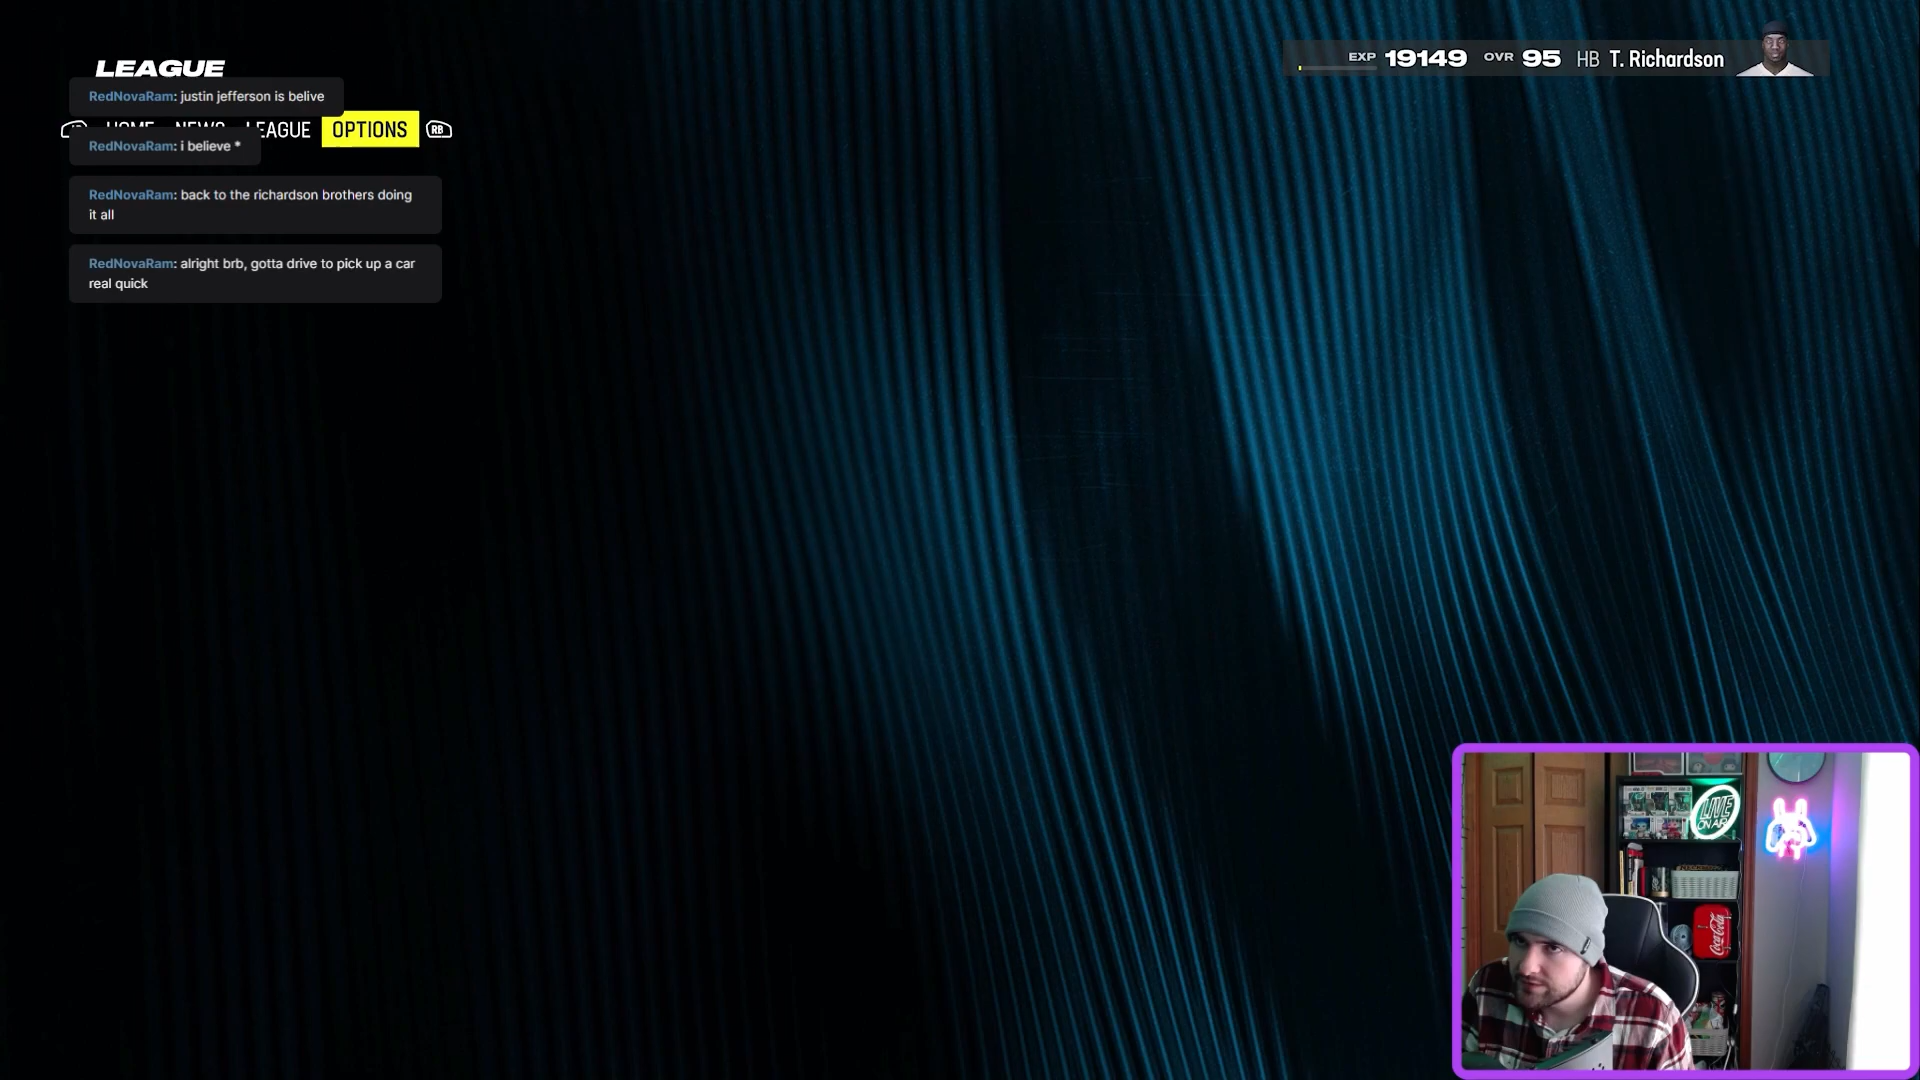 LEAGUE
EXP 19149 OVR 95 HB T. Richardson
RedNovaRam: justin jefferson is belive
HOME NEWS LEAGUE OPTIONS RB
RedNovaRam: i believe *
RedNovaRam: back to the richardson brothers doing
it all
RedNovaRam: alright brb, gotta drive to pick up a car
real quick
LIVE
ON AIR
Coca-Cola